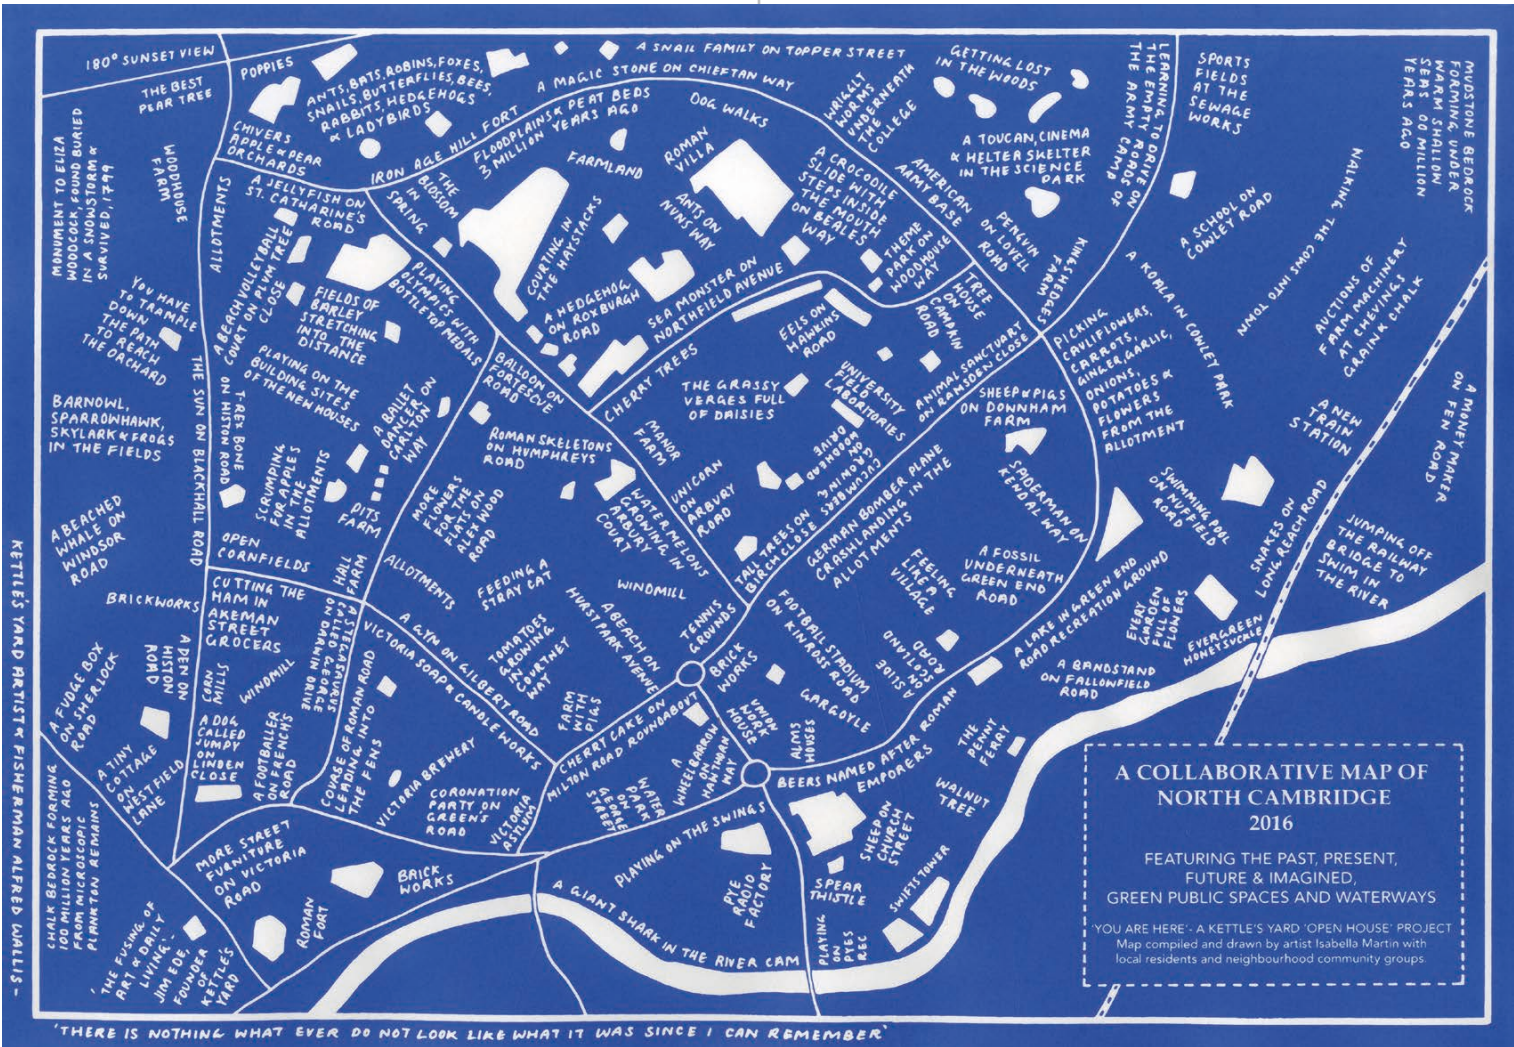 180° SUNSET VIEW
THE BEST
PEAR TREE
POPPIES
CHIVERS
APPLE & PEAR
ORCHARDS
ANTS, BATS, ROBINS, FOXES,
SNAILS, BUTTERFLIES, BEES,
RABBITS, HEDGEHOGS
& LADYBIRDS
A SNAIL FAMILY ON TOPPER STREET
A MAGIC STONE ON CHIEFTAN WAY
IRON AGE HILL FORT
FLOODPLAINS & PEAT BEDS
3 MILLION YEARS AGO
DOG WALKS
WRIGGLY
WORMS
UNDERNEATH
THE
COLLEGE
GETTING LOST
IN THE WOODS
A TOUCAN, CINEMA
& HELTER SKELTER
IN THE SCIENCE
PARK
LEARNING TO DRIVE ON
THE EMPTY ROADS OF
THE ARMY CAMP
SPORTS
FIELDS
AT THE
SEWAGE
WORKS
MUDSTONE BEDROCK
FORMING UNDER
WARM SHALLOW
SEAS 00 MILLION
YEARS AGO
MONUMENT TO ELIZA
WOODCOCK, FOUND BURIED
IN A SNOWSTORM &
SURVIVED, 1799
WOODHOUSE
FARM
ALLOTMENTS
A JELLYFISH ON
ST. CATHARINE'S
ROAD
THE
BLOSSOM
IN
SPRING
FARMLAND
ROMAN
VILLA
ANTS ON
NUNS WAY
COURTING IN
THE HAYSTACKS
A CROCODILE
SLIDE WITH
STEPS INSIDE
THE MOUTH
ON BEALES
WAY
AMERICAN
ARMY BASE
THEME
PARK ON
WOODHOUSE
WAY
PENGUIN
ON LOVELL
ROAD
KINGSHEDGES
FARM
A SCHOOL ON
COWLEY ROAD
WALKING THE COWS INTO TOWN
A KOALA IN COWLEY PARK
AUCTIONS OF
FARM MACHINERY
AT CHEVINGS
GRAINK CHALK
YOU HAVE
TO TRAMPLE
DOWN
THE PATH
TO REACH
THE ORCHARD
A BEACH VOLLEYBALL
COURT ON PLUM TREE
CLOSE
FIELDS OF
BARLEY
STRETCHING
INTO THE
DISTANCE
PLAYING
OLYMPICS WITH
BOTTLE TOP MEDALS
A HEDGEHOG
ON ROXBURGH
ROAD
SEA MONSTER ON
NORTHFIELD AVENUE
EELS ON
HAWKINS
ROAD
TREE
HOUSE
ON
CAMPKIN
ROAD
ANIMAL SANCTUARY
ON RAMSDEN CLOSE
PICKING
CAULIFLOWERS,
CARROTS,
GINGER, GARLIC,
ONIONS,
POTATOES &
FLOWERS
FROM THE
ALLOTMENT
BARN OWL,
SPARROWHAWK,
SKYLARK & FROGS
IN THE FIELDS
THE SUN ON BLACKHALL ROAD
T-REX BONE
ON HISTON ROAD
PLAYING ON THE
BUILDING SITES
OF THE NEW HOUSES
A BALLET
DANCER ON
CARLTON
WAY
BALLOON ON
FORTESCUE
ROAD
CHERRY TREES
THE GRASSY
VERGES FULL
OF DAISIES
UNIVERSITY
FIELD
LABORITORIES
SHEEP & PIGS
ON DOWNHAM
FARM
A NEW
TRAIN
STATION
A MONEY MAKER
ON FEN ROAD
SCRUMPING
FOR APPLES
IN THE
ALLOTMENTS
PITS
FARM
ROMAN SKELETONS
ON HUMPHREYS
ROAD
MANOR
FARM
UNICORN
ON
ARBURY
ROAD
CUCUMBERS
GROWING
ON
DRIVE
GERMAN BOMBER PLANE
CRASHLANDING IN THE
ALLOTMENTS
SPIDERMAN ON
KENDAL WAY
SWIMMING POOL
ON NUFFIELD
ROAD
SNAKES ON
LONG REACH ROAD
JUMPING OFF
THE RAILWAY
BRIDGE TO
SWIM IN
THE RIVER
A BEACHED
WHALE ON
WINDSOR
ROAD
OPEN
CORNFIELDS
MORE
FLOWERS
FOR THE
FLATS ON
ALEX WOOD
ROAD
WATERMELONS
GROWING IN
ARBURY
COURT
TALL TREES ON
BIRCH CLOSE
FEELING
LIKE A
VILLAGE
A FOSSIL
UNDERNEATH
GREEN END
ROAD
A LAKE IN GREEN END
ROAD RECREATION GROUND
EVERY
GARDEN
FULL OF
FLOWERS
EVERGREEN
HONEYSUCKLE
BRICKWORKS
CUTTING THE
HAM IN
AKEMAN
STREET
GROCERS
HALL
FARM
ALLOTMENTS
FEEDING A
STRAY CAT
WINDMILL
TENNIS
GROUNDS
A BEACH ON
HURST PARK AVENUE
TOMATOES
GROWING
COURTNEY
WAY
BRICK
WORKS
FOOTBALL STADIUM
ON KINROSS ROAD
A SLIDE
SCOTLAND
ROAD
A BANDSTAND
ON FALLOWFIELD
ROAD
A FUDGE BOX
ON SHERLOCK
ROAD
A PEN ON
HISTON
ROAD
CORN
MILLS
WINDMILL
CALLED GEORGE
ON DARWIN DRIVE
A GYM ON GILBERT ROAD
VICTORIA SOAP & CANDLE WORKS
FARM
WITH
PIGS
CHERRY CAKE ON
MILTON ROAD ROUNDABOUT
UNION
WORK
HOUSE
GARGOYLE
ALMS
HOUSES
BEERS NAMED AFTER ROMAN
EMPORERS
THE
PENNY
FERRY
A TINY
COTTAGE
ON
WESTFIELD
LANE
A DOG
CALLED
JUMPY
ON
LINDEN
CLOSE
A FOOTBALLER
ON FRENCH'S
ROAD
COURSE OF ROMAN ROAD
LEADING INTO
THE FENS
VICTORIA BREWERY
CORONATION
PARTY ON
GREEN'S
ROAD
VICTORIA
ASYLUM
WATER
PARK
ON
GEORGE
STREET
A
WHEELBARROW
ON
HAWTHORN
WAY
PLAYING ON THE SWINGS
WALNUT
TREE
SHEEP ON
CHURCH
STREET
CHALK BEDROCK FORMING
100 MILLION YEARS AGO
FROM MICROSCOPIC
PLANKTON REMAINS
MORE STREET
FURNITURE
ON VICTORIA
ROAD
BRICK
WORKS
ROMAN
FORT
PYE
RADIO
FACTORY
SPEAR
THISTLE
SWIFTS TOWER
'THE FUSING OF
ART & DAILY
LIVING' -
JIM EDE,
FOUNDER
OF
KETTLE'S
YARD
A GIANT SHARK IN THE RIVER CAM
PLAYING
ON
PYES
REC
A COLLABORATIVE MAP OF
NORTH CAMBRIDGE
2016
FEATURING THE PAST, PRESENT,
FUTURE & IMAGINED,
GREEN PUBLIC SPACES AND WATERWAYS
'YOU ARE HERE'- A KETTLE'S YARD 'OPEN HOUSE' PROJECT
Map compiled and drawn by artist Isabella Martin with
local residents and neighbourhood community groups.
KETTLE'S YARD ARTIST & FISHERMAN ALFRED WALLIS -
'THERE IS NOTHING WHAT EVER DO NOT LOOK LIKE WHAT IT WAS SINCE I CAN REMEMBER'